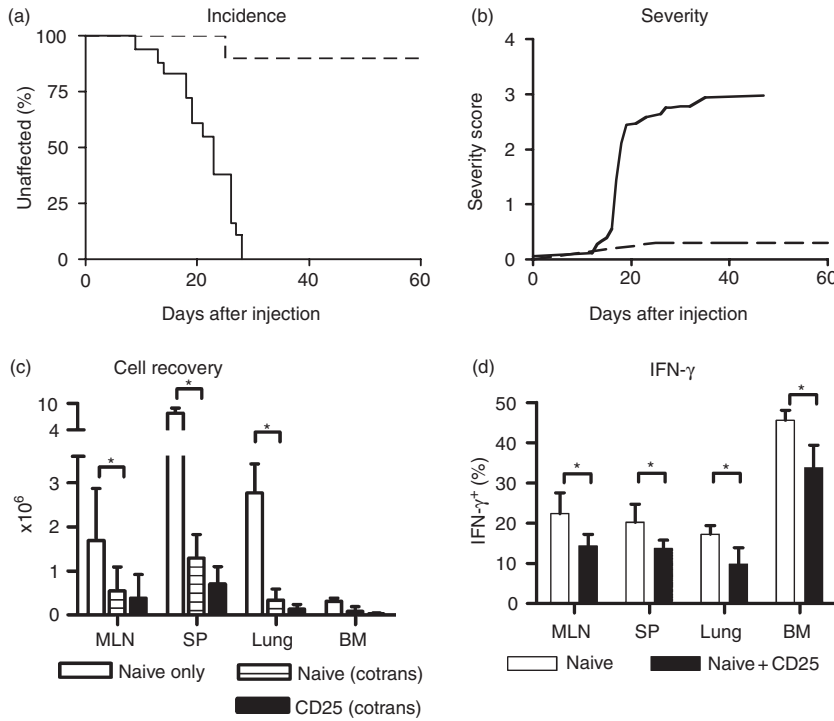 (a)
Incidence
100
75
50
25
0
Unaffected (%)
0 20 40 60
Days after injection
(b)
Severity
4
3
2
1
0
Severity score
0 20 40 60
Days after injection
(c)
Cell recovery
10
4
3
2
1
0
x10⁶
* * *
MLN SP Lung BM
Naive only
Naive (cotrans)
CD25 (cotrans)
(d)
IFN-γ
50
40
30
20
10
0
IFN-γ⁺ (%)
* * * *
MLN SP Lung BM
Naive
Naive + CD25